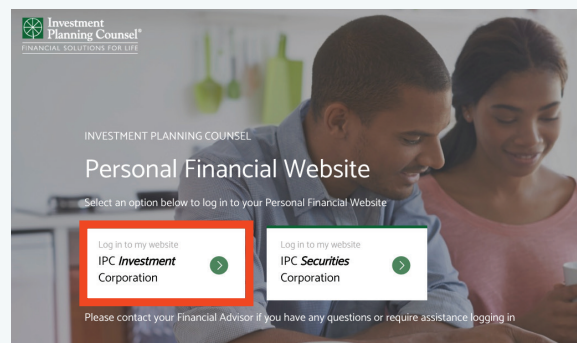 Investment
Planning Counsel®
FINANCIAL SOLUTIONS FOR LIFE
INVESTMENT PLANNING COUNSEL
Personal Financial Website
Select an option below to log in to your Personal Financial Website
Log in to my website
IPC Investment
Corporation
Log in to my website
IPC Securities
Corporation
Please contact your Financial Advisor if you have any questions or require assistance logging in